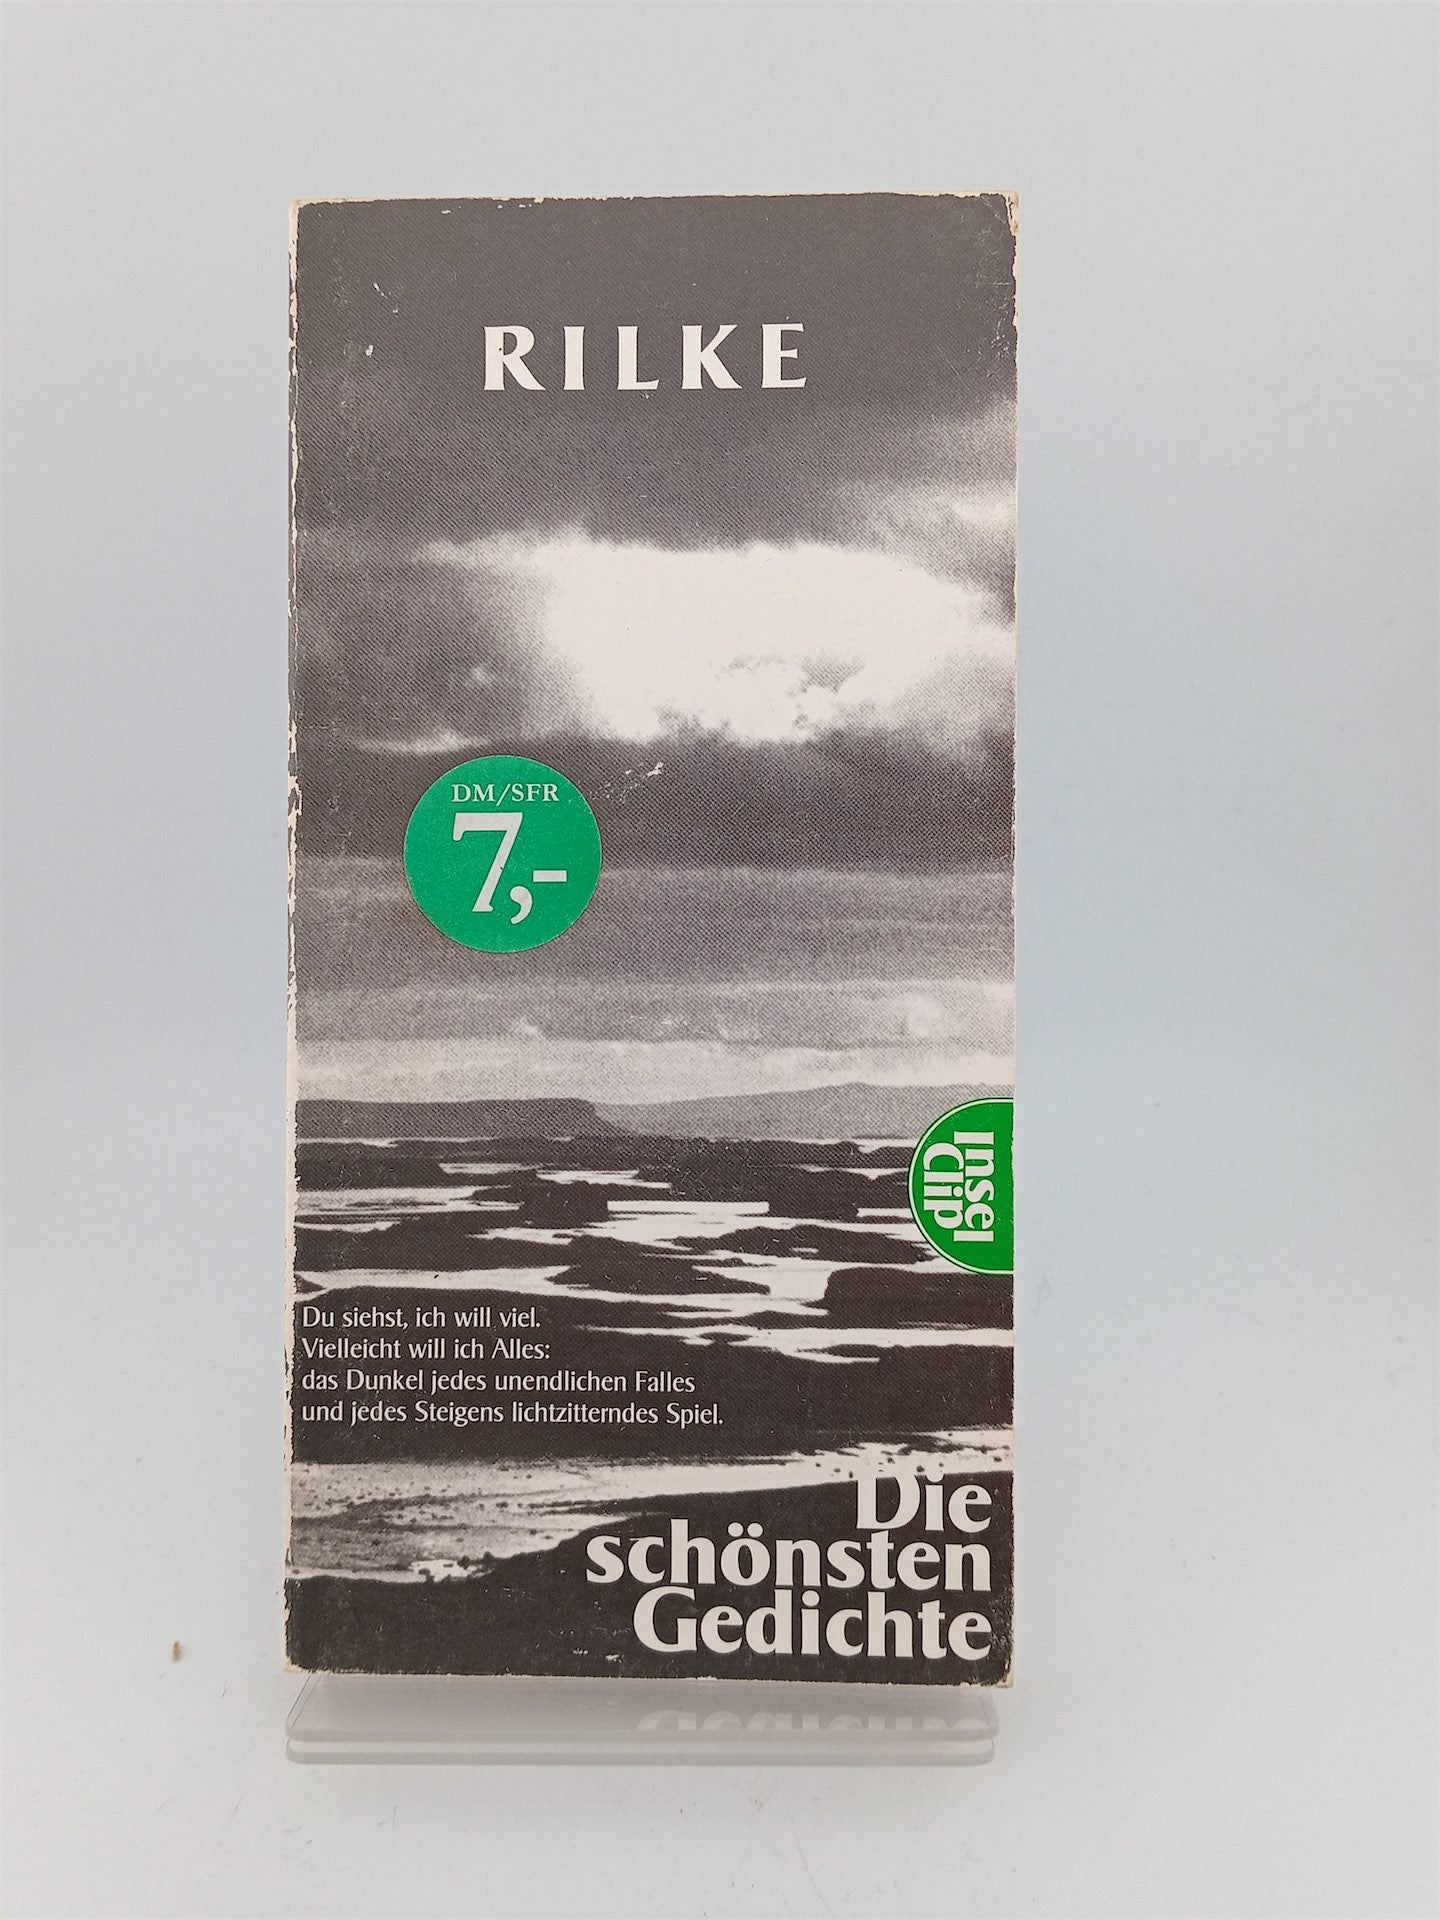 RILKE
DM/SFR
7,-
Insel
Clip
Du siehst, ich will viel.
Vielleicht will ich Alles:
das Dunkel jedes unendlichen Falles
und jedes Steigens lichtzitterndes Spiel.
Die
schönsten
Gedichte